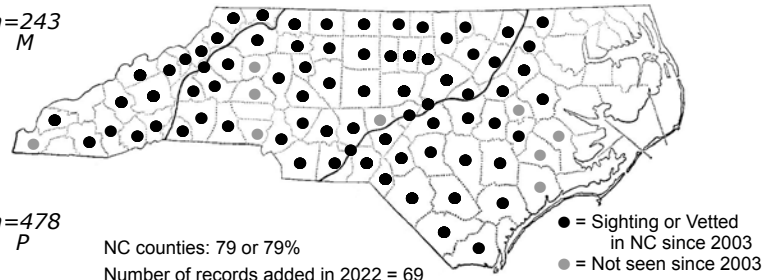 n=243
M
n=478
P
NC counties: 79 or 79%
Number of records added in 2022 = 69
= Sighting or Vetted
in NC since 2003
= Not seen since 2003